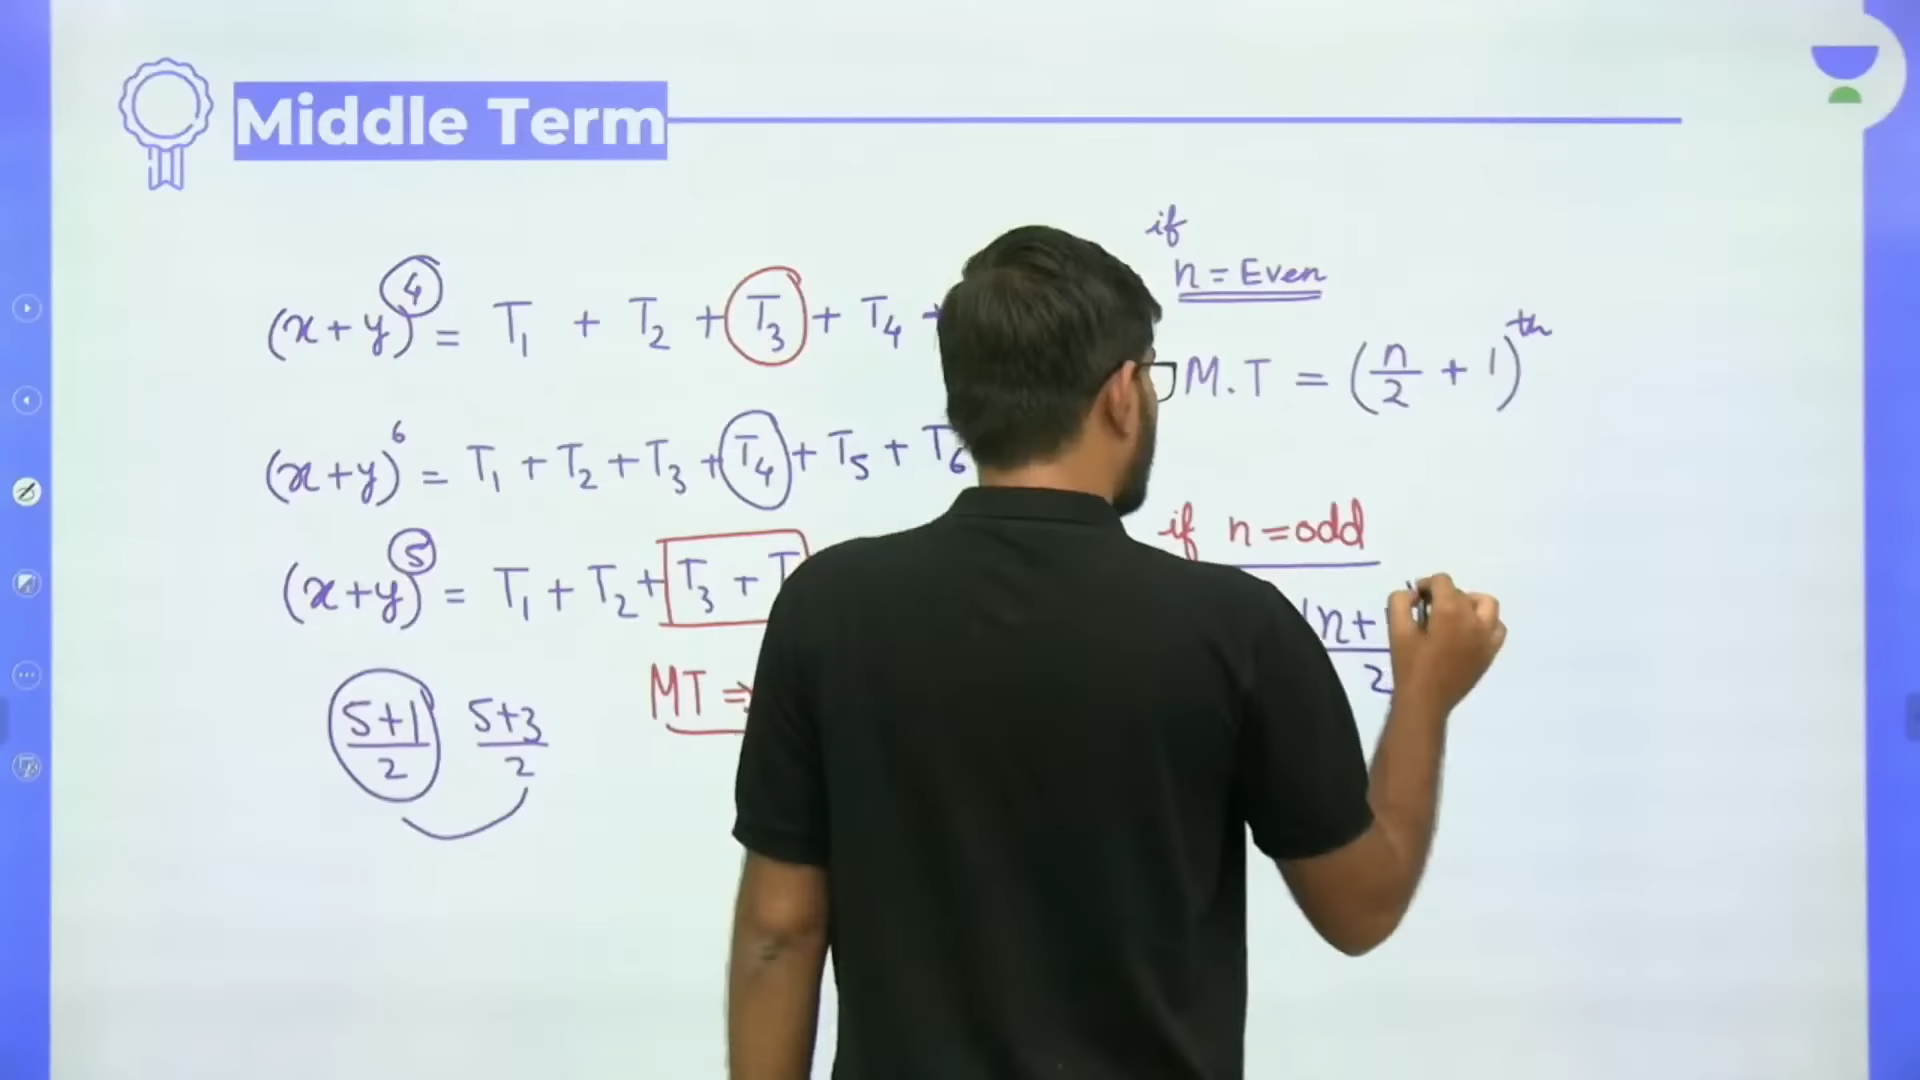 Middle Term
(x+y)^4 = T₁ + T₂ + T₃ + T₄ +
(x+y)^6 = T₁ + T₂ + T₃ + T₄ + T₅ + T₆
(x+y)^5 = T₁ + T₂ + T₃ + T
MT ⇒
5+1/2 5+3/2
if
n = Even
M.T = (n/2 + 1)^th
if n = odd
(n+
2